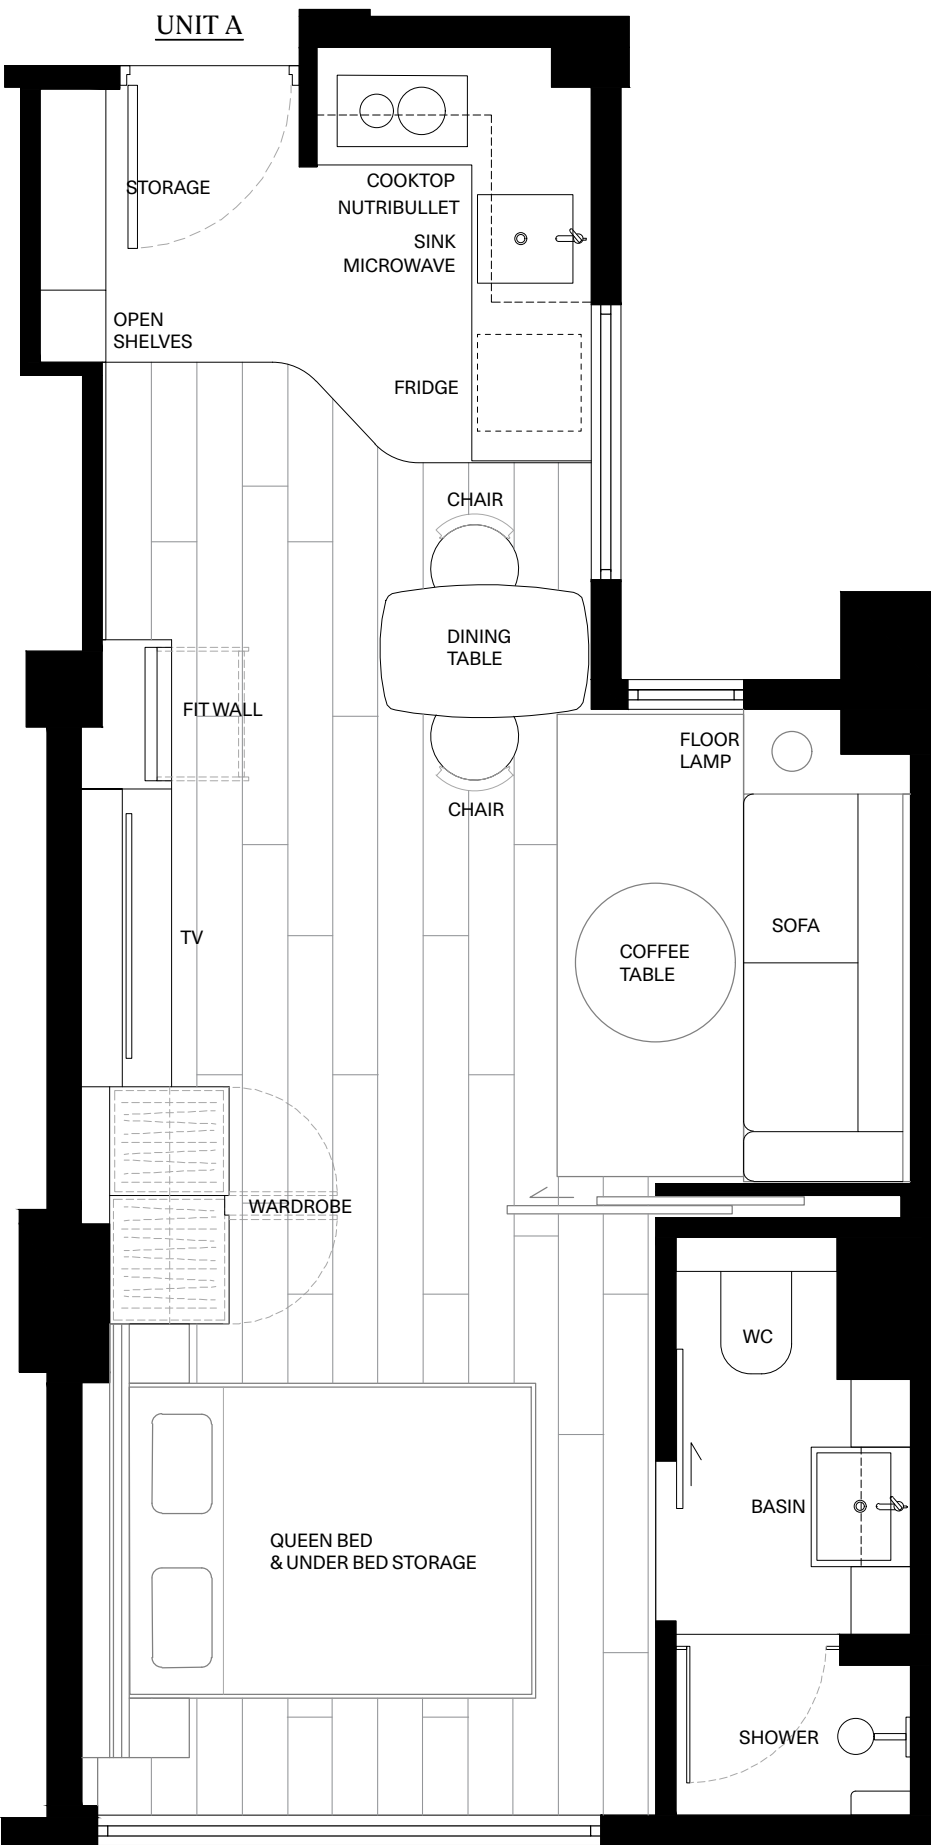 UNIT A
COOKTOP
STORAGE
NUTRIBULLET
SINK
MICROWAVE
OPEN
SHELVES
FRIDGE
CHAIR
DINING
TABLE
FIT WALL
FLOOR
LAMP
CHAIR
SOFA
TV
COFFEE
TABLE
WARDROBE
WC
BASIN
QUEEN BED
& UNDER BED STORAGE
SHOWER